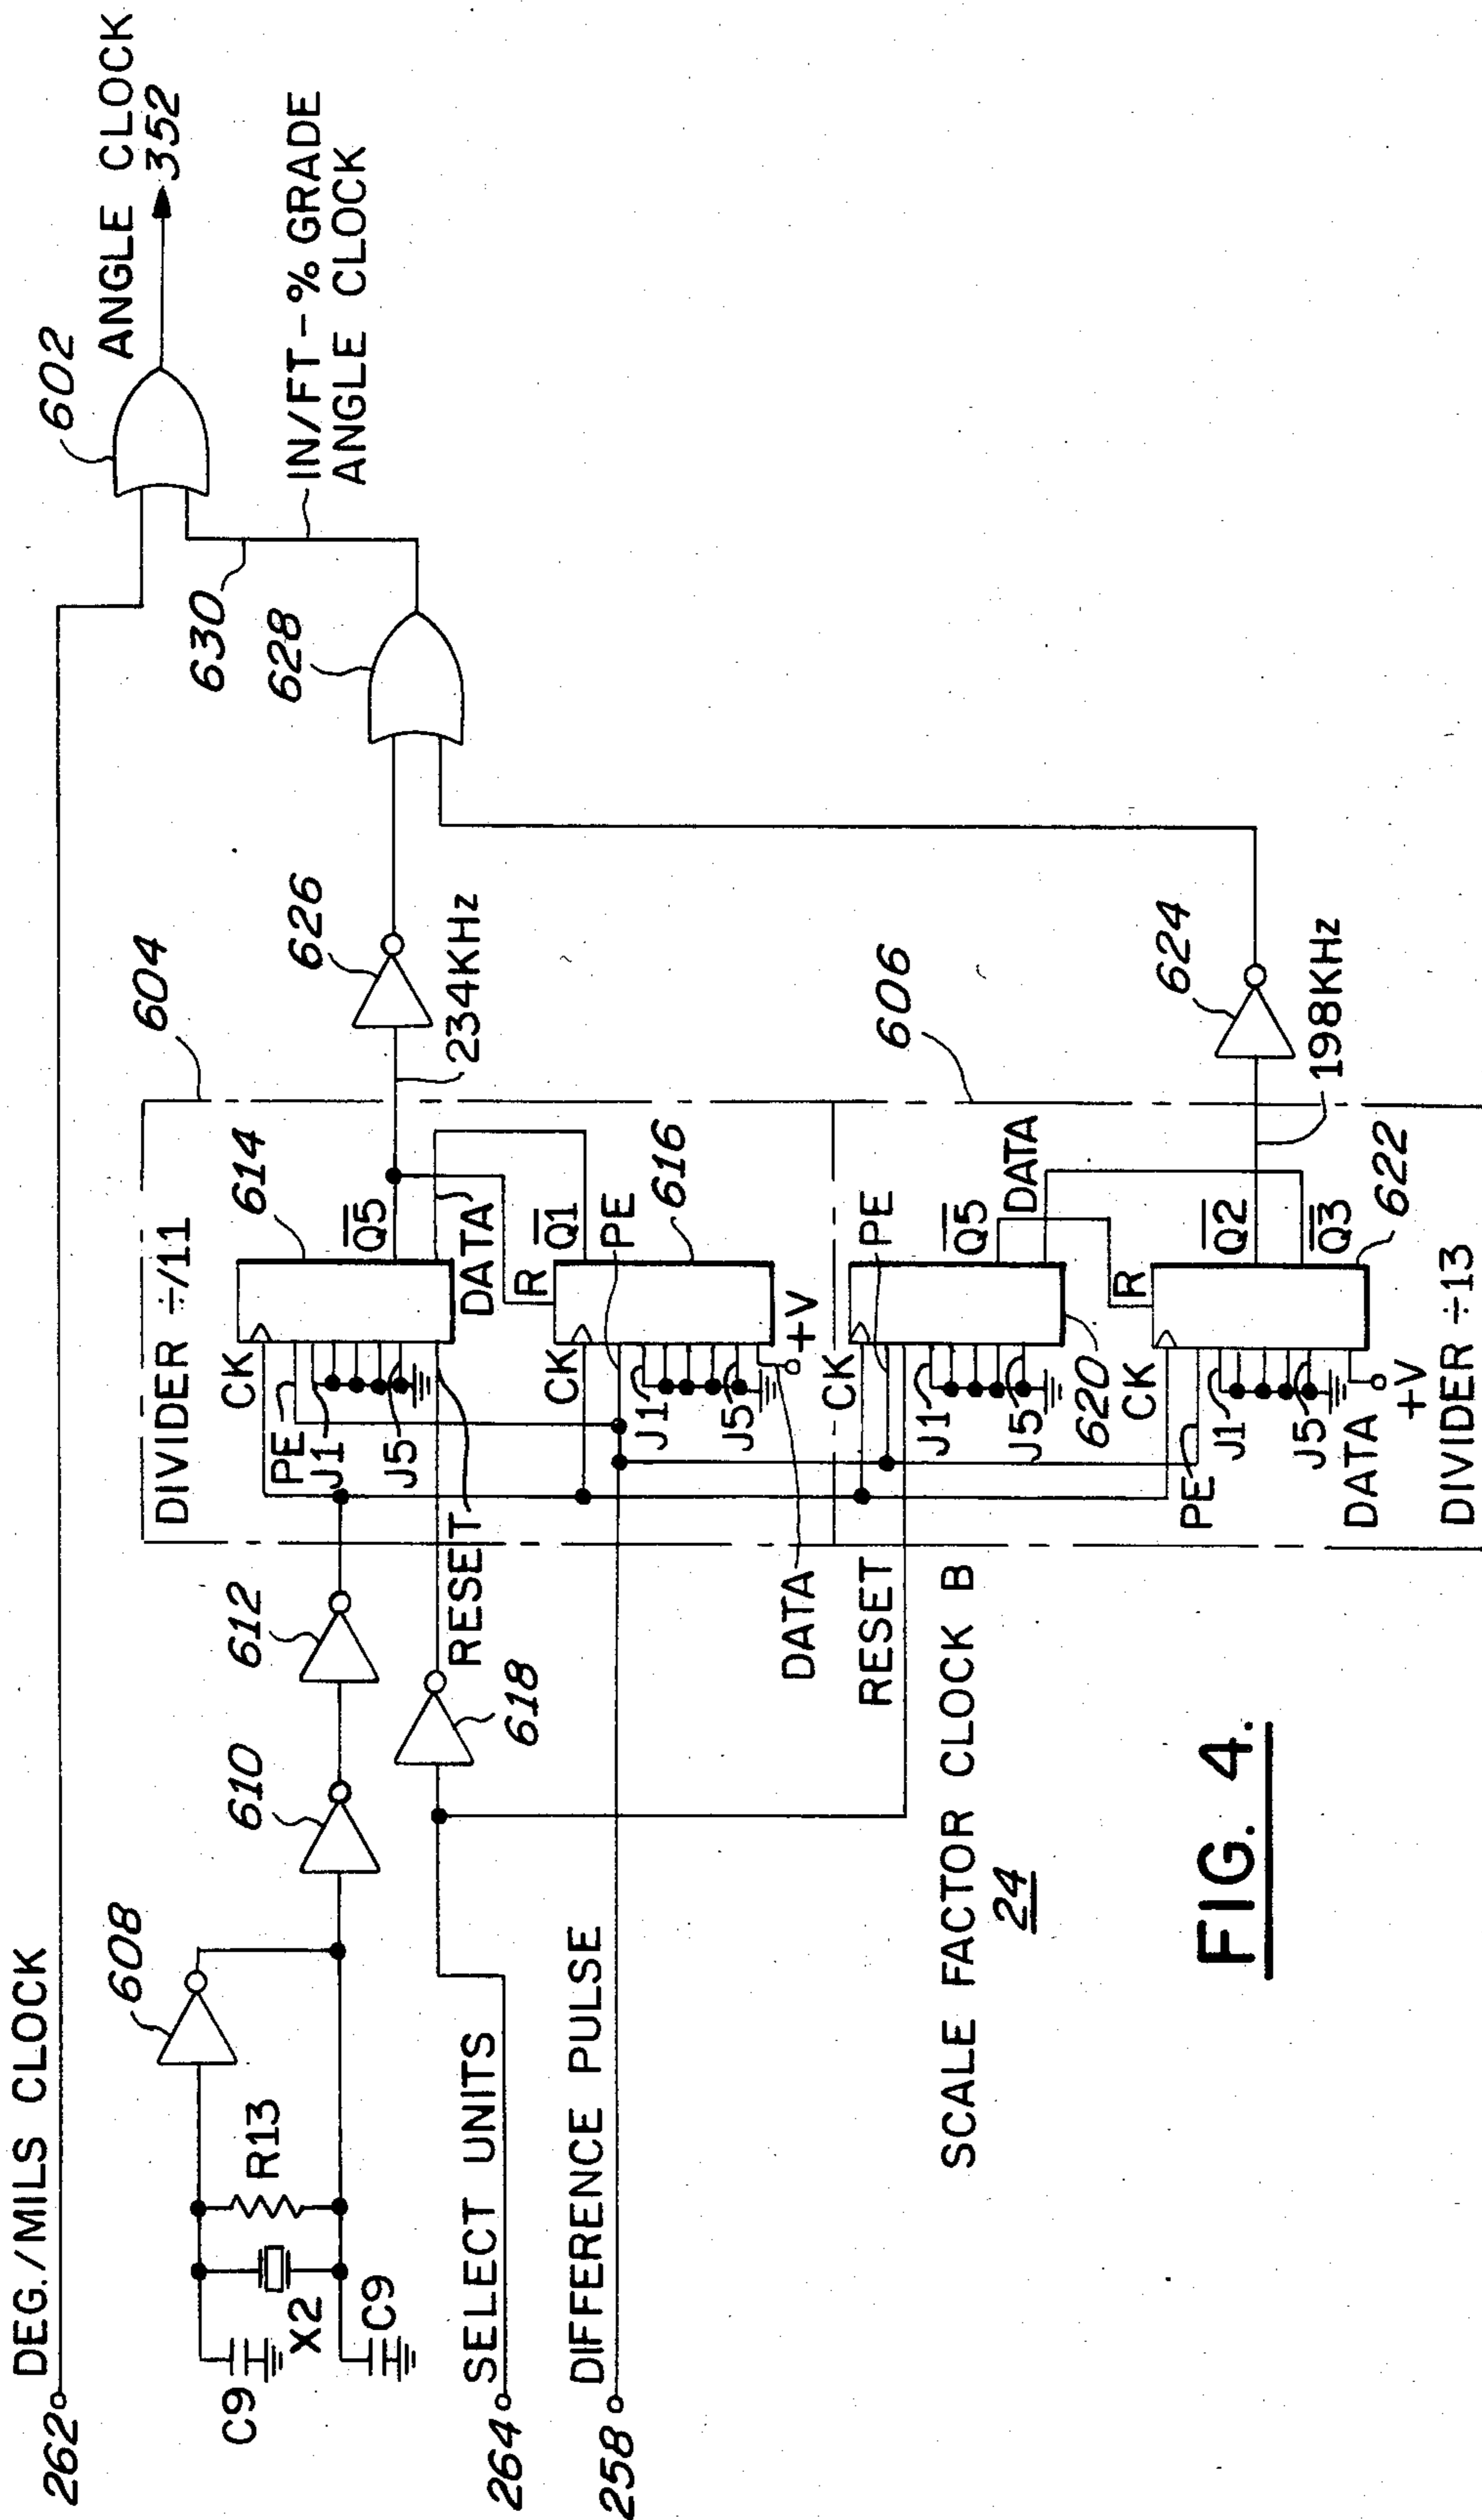 262
DEG./MILS CLOCK
602
ANGLE CLOCK
352
IN/FT-% GRADE
ANGLE CLOCK
630
628
608
610
612
C9
X2
R13
C9
604
DIVIDER ÷/11
614
CK
PE
J1
J5
Q5
626
234KHz
DATA
618
RESET
264
SELECT UNITS
R
Q1
PE
616
CK
J1
J5
+V
DATA
258
DIFFERENCE PULSE
606
RESET
CK
PE
Q5
DATA
J1
J5
620
R
Q2
Q3
622
CK
PE
J1
J5
DATA
+V
624
198KHz
DIVIDER ÷13
SCALE FACTOR CLOCK B
24
FIG. 4.